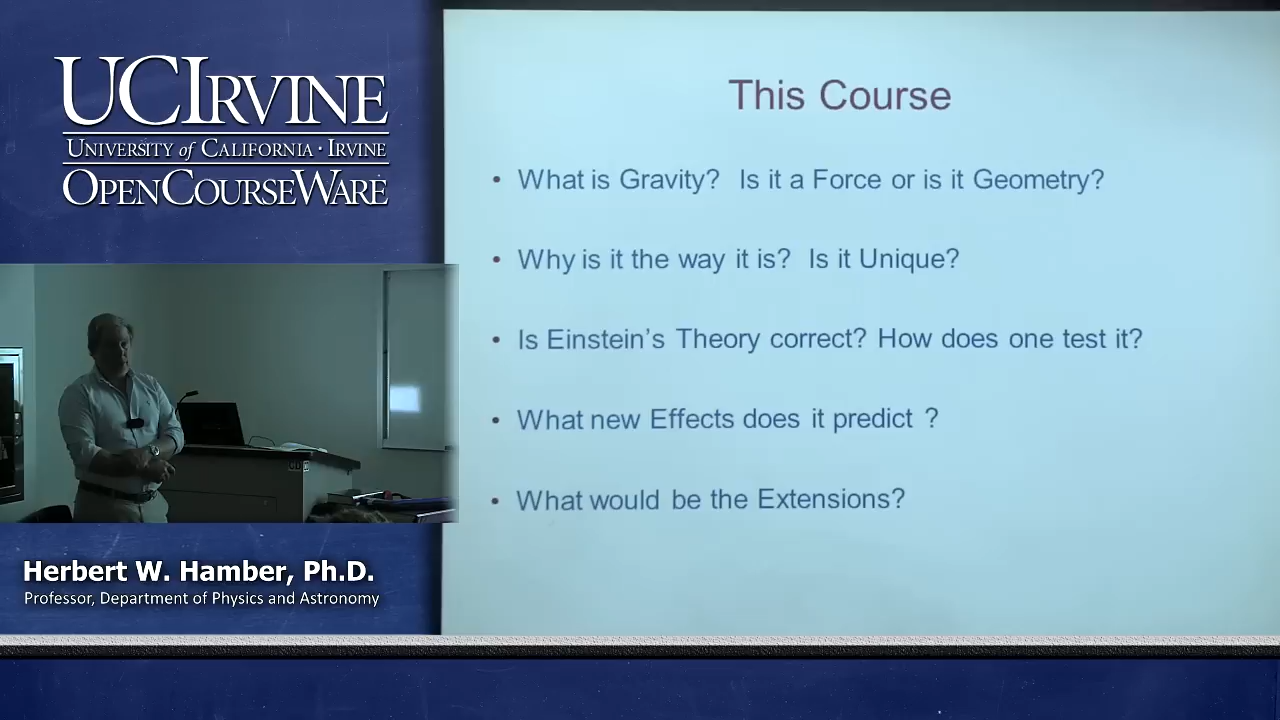 UCIRVINE
UNIVERSITY of CALIFORNIA · IRVINE
OPENCOURSEWARE
Herbert W. Hamber, Ph.D.
Professor, Department of Physics and Astronomy
This Course
• What is Gravity? Is it a Force or is it Geometry?
• Why is it the way it is? Is it Unique?
• Is Einstein's Theory correct? How does one test it?
• What new Effects does it predict ?
• What would be the Extensions?